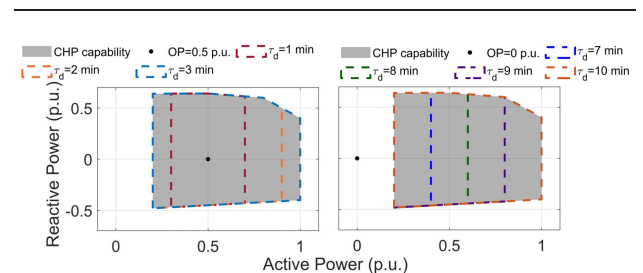 CHP capability OP=0.5 p.u. τd=1 min
τd=2 min τd=3 min
CHP capability OP=0 p.u. τd=7 min
τd=8 min τd=9 min τd=10 min
Reactive Power (p.u.)
0.5
0
-0.5
0 0.5 1
0 0.5 1
Active Power (p.u.)